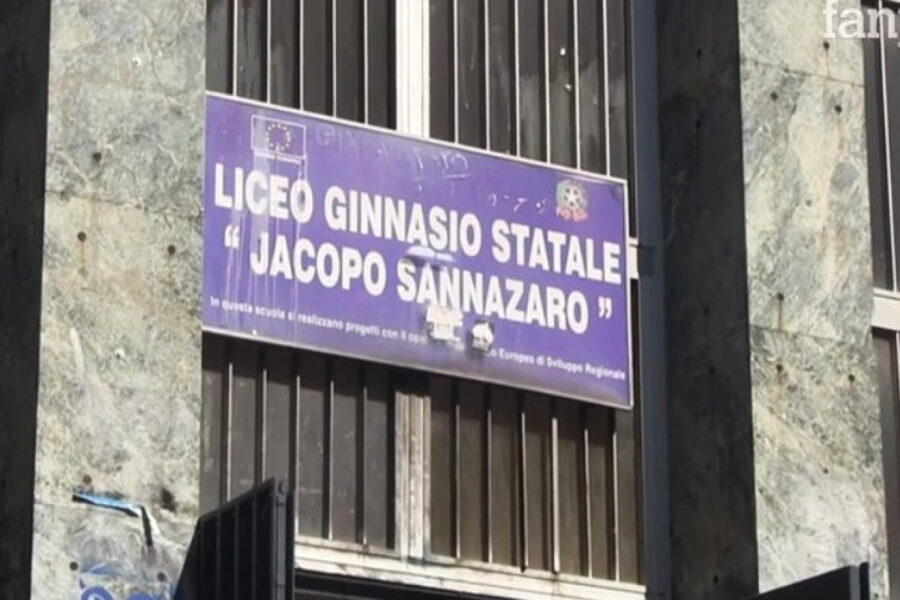 fanp
LICEO GINNASIO STATALE
“ JACOPO SANNAZARO ”
In questa scuola si realizzano progetti con il Europeo di Sviluppo Regionale